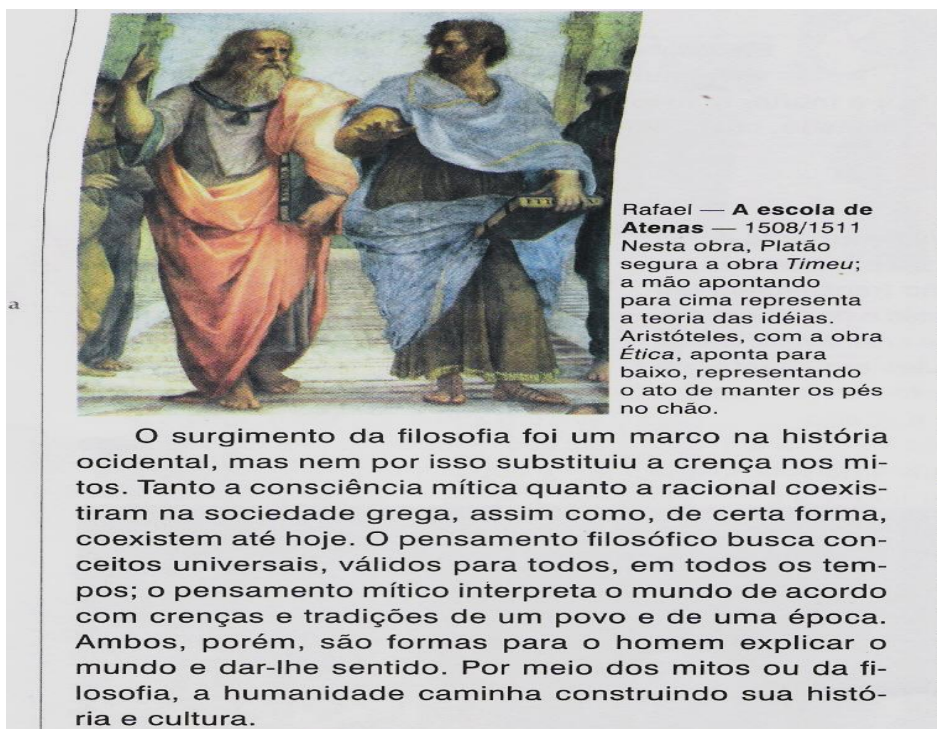 Rafael — A escola de
Atenas — 1508/1511
Nesta obra, Platão
segura a obra Timeu;
a mão apontando
para cima representa
a teoria das idéias.
Aristóteles, com a obra
Ética, aponta para
baixo, representando
o ato de manter os pés
no chão.
a
O surgimento da filosofia foi um marco na história
ocidental, mas nem por isso substituiu a crença nos mi-
tos. Tanto a consciência mítica quanto a racional coexis-
tiram na sociedade grega, assim como, de certa forma,
coexistem até hoje. O pensamento filosófico busca con-
ceitos universais, válidos para todos, em todos os tem-
pos; o pensamento mítico interpreta o mundo de acordo
com crenças e tradições de um povo e de uma época.
Ambos, porém, são formas para o homem explicar o
mundo e dar-lhe sentido. Por meio dos mitos ou da fi-
losofia, a humanidade caminha construindo sua histó-
ria e cultura.